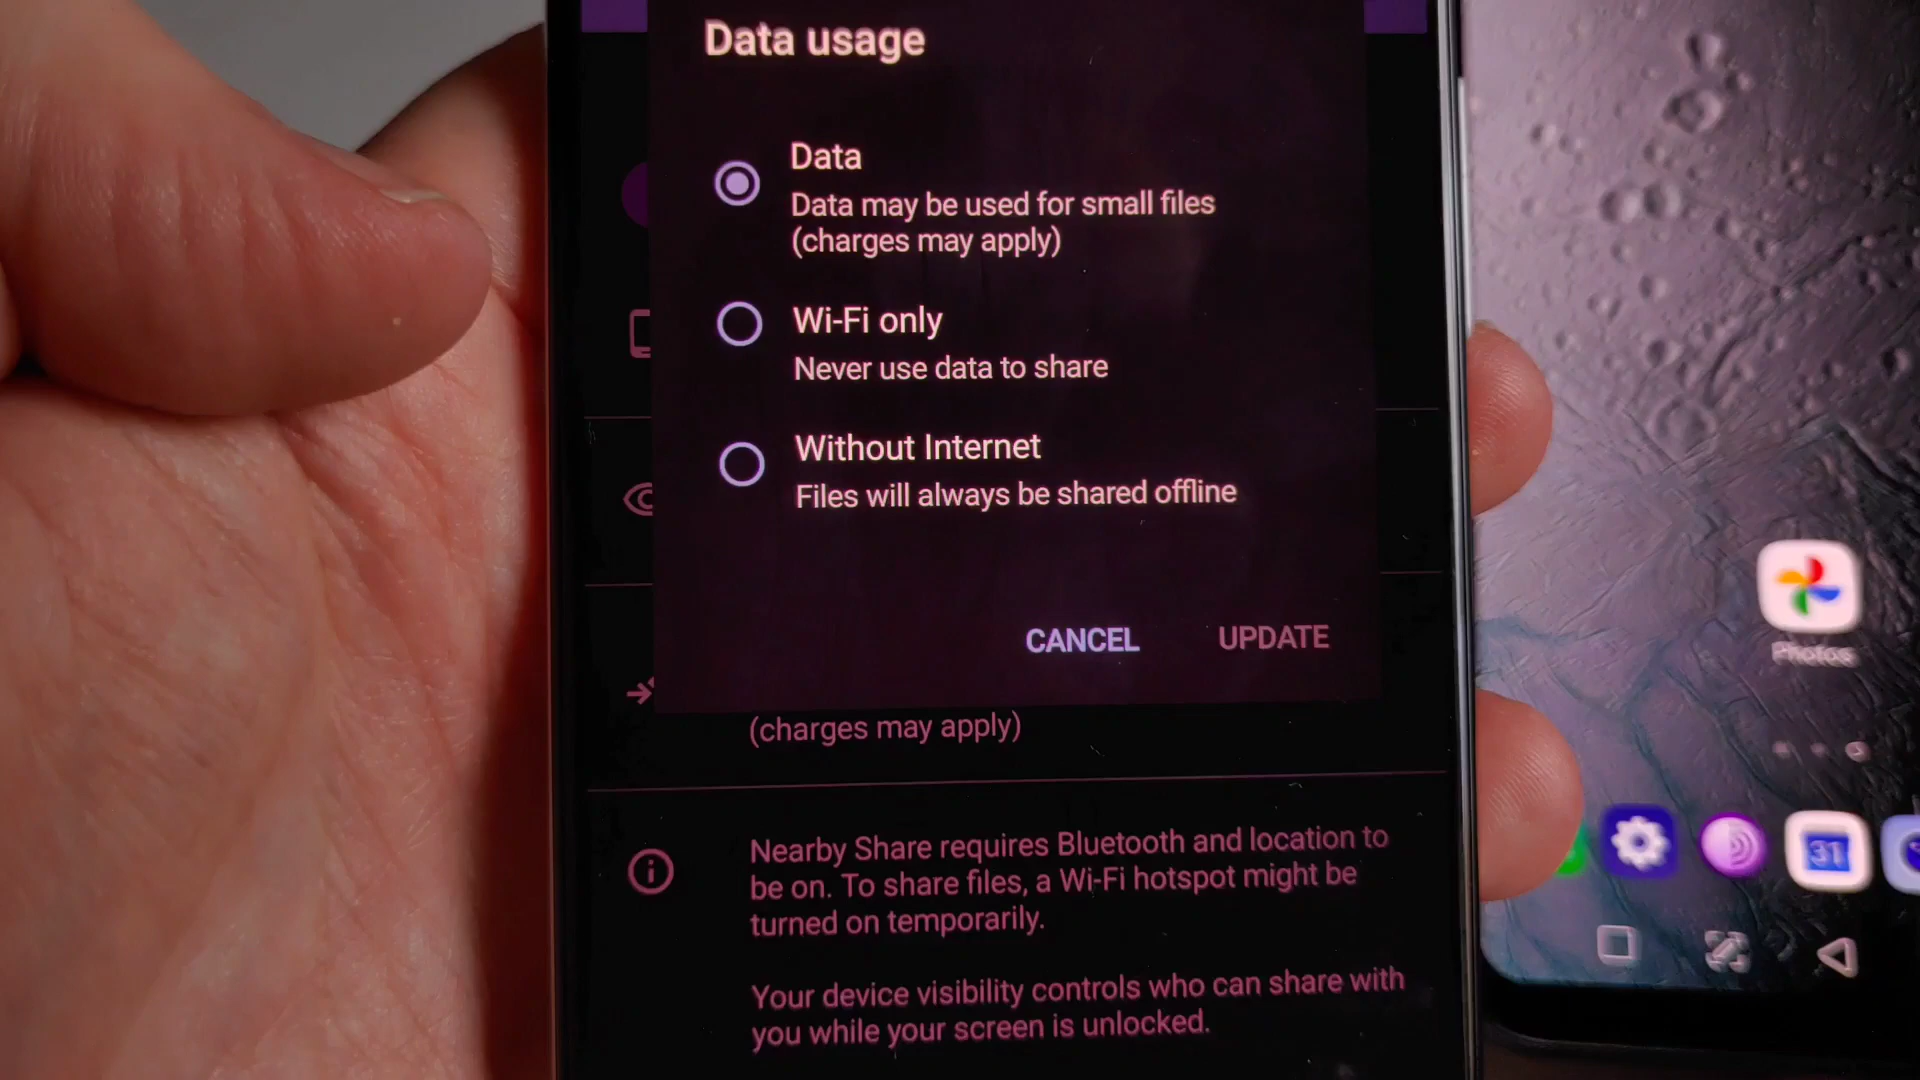 Data usage
Data
Data may be used for small files
(charges may apply)
Wi-Fi only
Never use data to share
Without Internet
Files will always be shared offline
CANCEL UPDATE
(charges may apply)
Nearby Share requires Bluetooth and location to
be on. To share files, a Wi-Fi hotspot might be
turned on temporarily.
Your device visibility controls who can share with
you while your screen is unlocked.
Photos
31